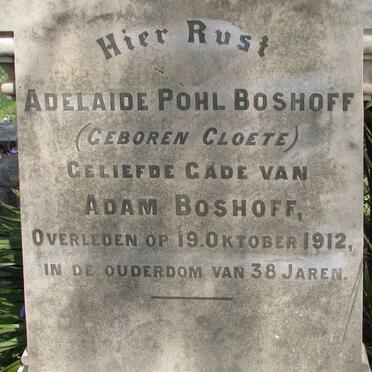 Hier Rust
Adelaide Pohl Boshoff
(Geboren Cloete)
Geliefde Gade van
Adam Boshoff,
Overleden op 19. Oktober 1912,
in de ouderdom van 38 Jaren.